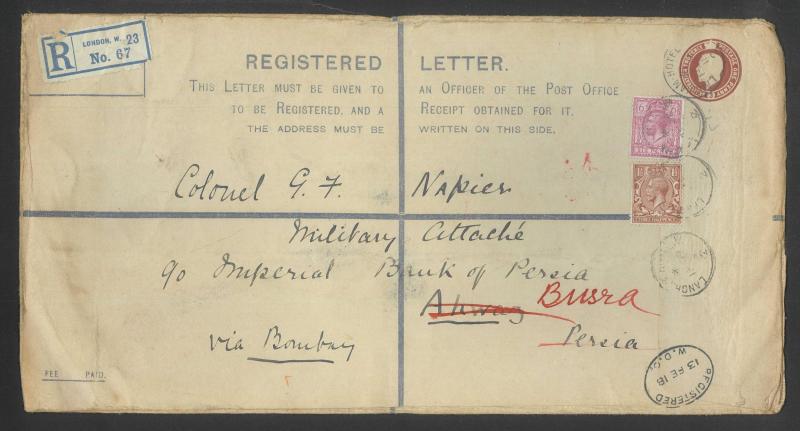 R
LONDON, W. 23
No. 67
REGISTERED LETTER.
THIS LETTER MUST BE GIVEN TO AN OFFICER OF THE POST OFFICE
TO BE REGISTERED, AND A RECEIPT OBTAINED FOR IT.
THE ADDRESS MUST BE WRITTEN ON THIS SIDE.
Colonel G. F. Napier
Military Attaché
c/o Imperial Bank of Persia
Ahwaz Busra
via Bombay
Persia
FEE PAID.
REGISTERED
13 FE 18
W.D.O.